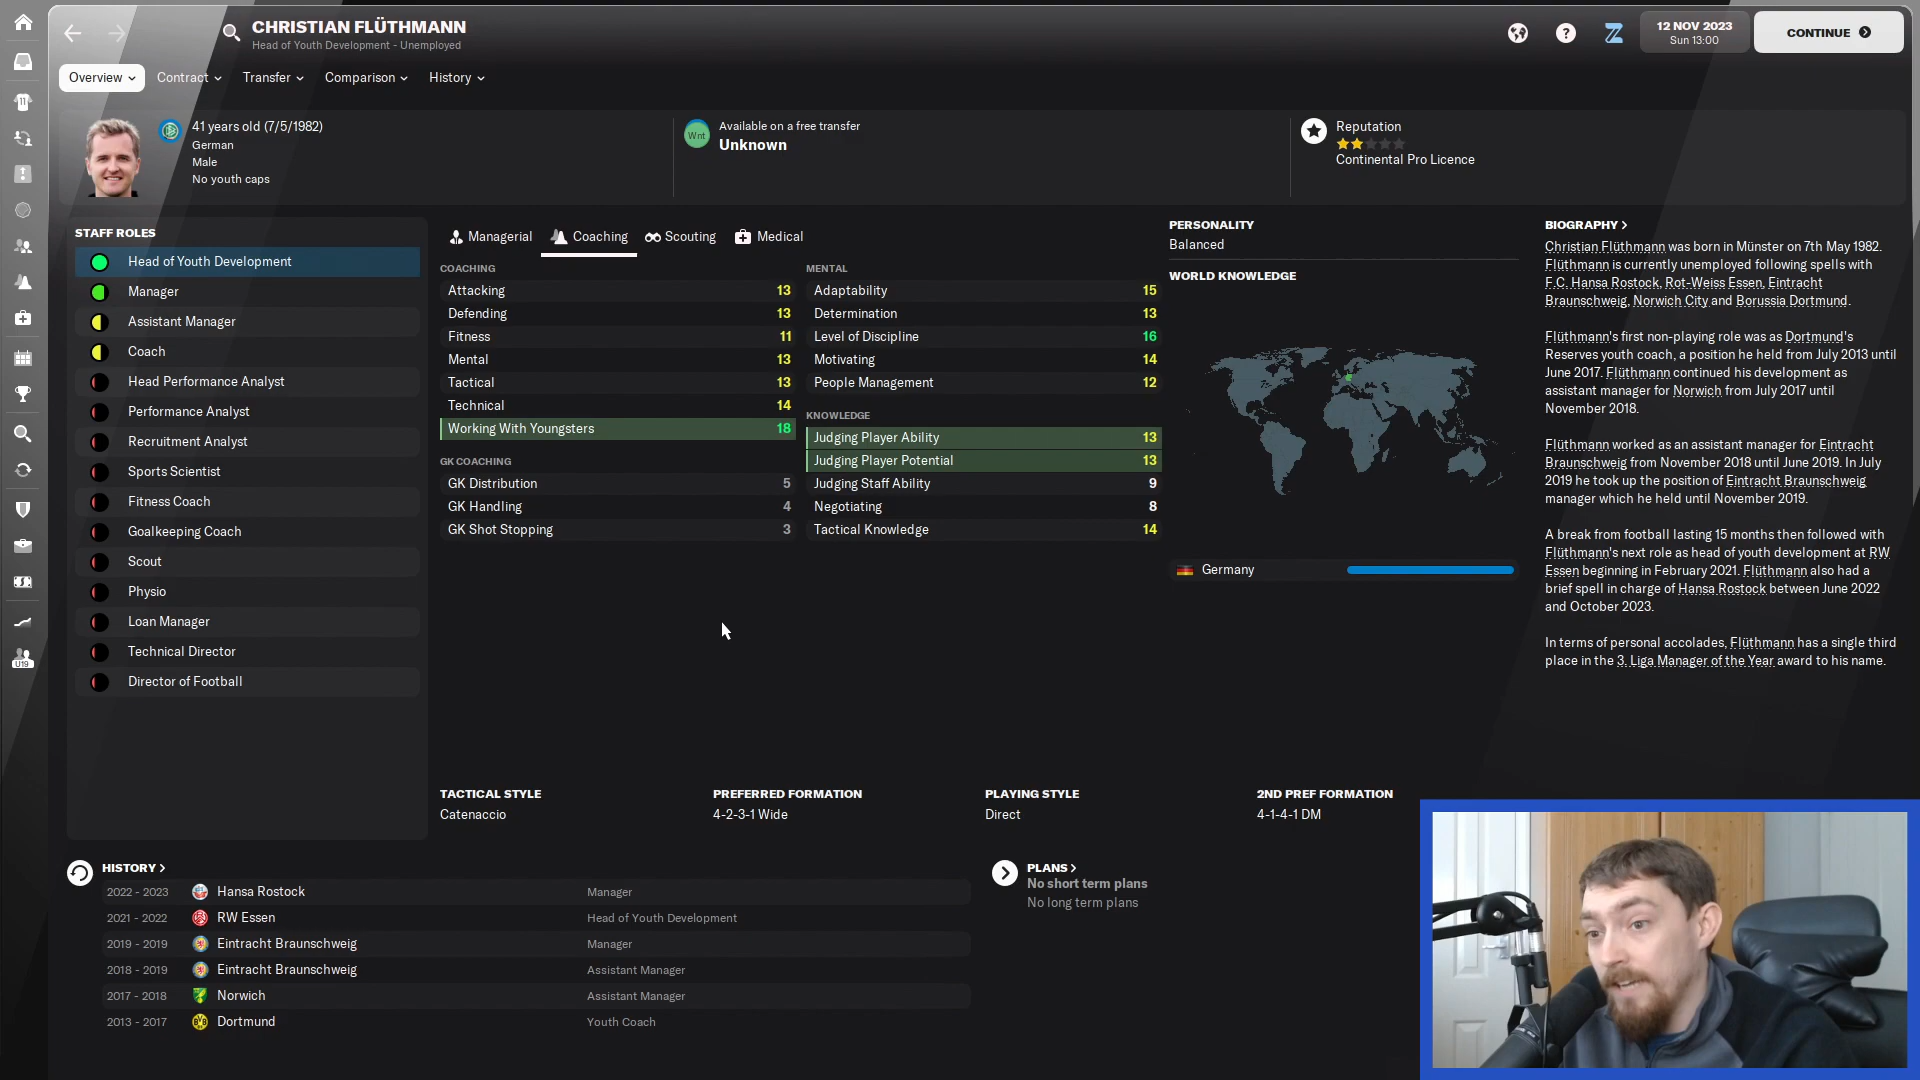 CHRISTIAN FLÜTHMANN
Head of Youth Development - Unemployed
12 NOV 2023
Sun 13:00
CONTINUE
Overview
Contract
Transfer
Comparison
History
41 years old (7/5/1982)
German
Male
No youth caps
Wnt
Available on a free transfer
Unknown
Reputation
Continental Pro Licence
STAFF ROLES
Head of Youth Development
Manager
Assistant Manager
Coach
Head Performance Analyst
Performance Analyst
Recruitment Analyst
Sports Scientist
Fitness Coach
Goalkeeping Coach
Scout
Physio
Loan Manager
Technical Director
Director of Football
U19
Managerial
Coaching
Scouting
Medical
COACHING
Attacking 13
Defending 13
Fitness 11
Mental 13
Tactical 13
Technical 14
Working With Youngsters 18
GK COACHING
GK Distribution 5
GK Handling 4
GK Shot Stopping 3
MENTAL
Adaptability 15
Determination 13
Level of Discipline 16
Motivating 14
People Management 12
KNOWLEDGE
Judging Player Ability 13
Judging Player Potential 13
Judging Staff Ability 9
Negotiating 8
Tactical Knowledge 14
PERSONALITY
Balanced
WORLD KNOWLEDGE
Germany
BIOGRAPHY >
Christian Flüthmann was born in Münster on 7th May 1982.
Flüthmann is currently unemployed following spells with
F.C. Hansa Rostock, Rot-Weiss Essen, Eintracht
Braunschweig, Norwich City and Borussia Dortmund.
Flüthmann's first non-playing role was as Dortmund's
Reserves youth coach, a position he held from July 2013 until
June 2017. Flüthmann continued his development as
assistant manager for Norwich from July 2017 until
November 2018.
Flüthmann worked as an assistant manager for Eintracht
Braunschweig from November 2018 until June 2019. In July
2019 he took up the position of Eintracht Braunschweig
manager which he held until November 2019.
A break from football lasting 15 months then followed with
Flüthmann's next role as head of youth development at RW
Essen beginning in February 2021. Flüthmann also had a
brief spell in charge of Hansa Rostock between June 2022
and October 2023.
In terms of personal accolades, Flüthmann has a single third
place in the 3. Liga Manager of the Year award to his name.
TACTICAL STYLE
Catenaccio
PREFERRED FORMATION
4-2-3-1 Wide
PLAYING STYLE
Direct
2ND PREF FORMATION
4-1-4-1 DM
HISTORY >
2022 - 2023 Hansa Rostock Manager
2021 - 2022 RW Essen Head of Youth Development
2019 - 2019 Eintracht Braunschweig Manager
2018 - 2019 Eintracht Braunschweig Assistant Manager
2017 - 2018 Norwich Assistant Manager
2013 - 2017 Dortmund Youth Coach
PLANS >
No short term plans
No long term plans